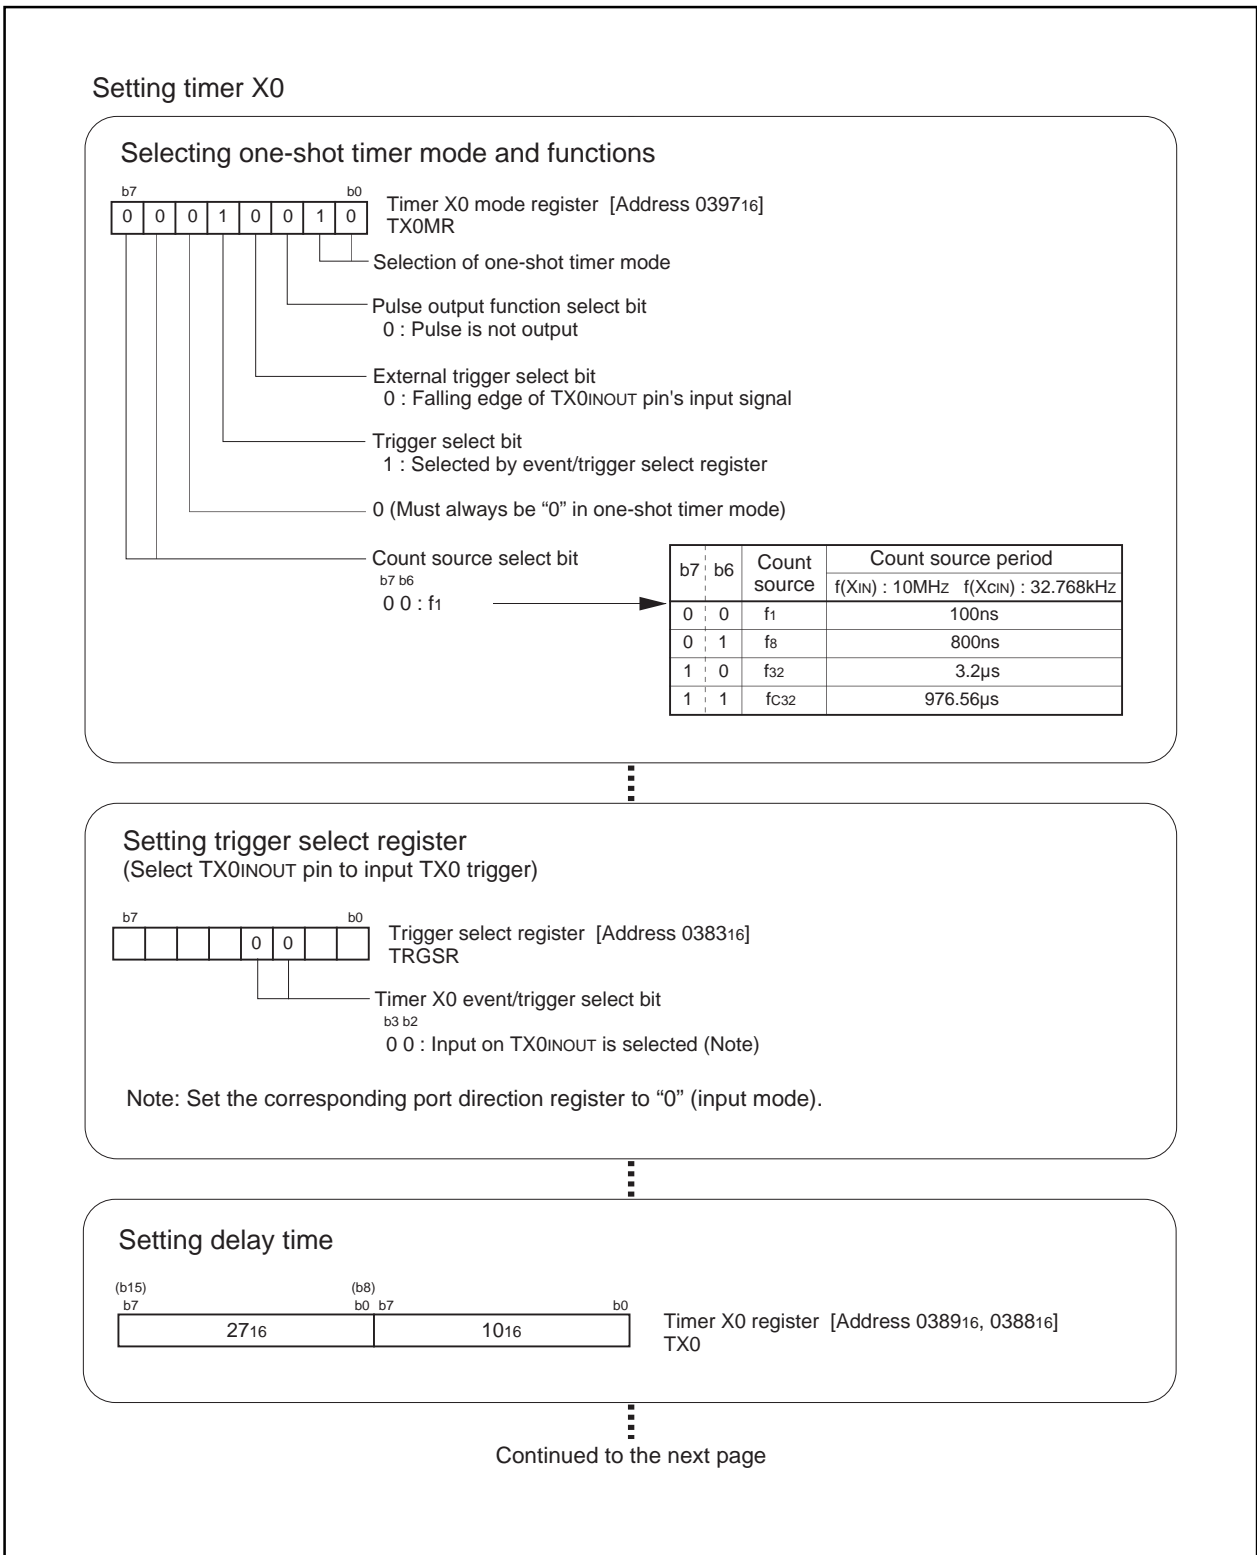 Setting timer X0
Selecting one-shot timer mode and functions
b7 b0
0 0 0 1 0 0 1 0
Timer X0 mode register [Address 039716]
TX0MR
Selection of one-shot timer mode
Pulse output function select bit
0 : Pulse is not output
External trigger select bit
0 : Falling edge of TX0INOUT pin's input signal
Trigger select bit
1 : Selected by event/trigger select register
0 (Must always be “0” in one-shot timer mode)
Count source select bit
b7 b6
0 0 : f1
b7 b6 Count source Count source period
f(XIN) : 10MHz f(XCIN) : 32.768kHz
0 0 f1 100ns
0 1 f8 800ns
1 0 f32 3.2µs
1 1 fC32 976.56µs
Setting trigger select register
(Select TX0INOUT pin to input TX0 trigger)
b7 b0
0 0
Trigger select register [Address 038316]
TRGSR
Timer X0 event/trigger select bit
b3 b2
0 0 : Input on TX0INOUT is selected (Note)
Note: Set the corresponding port direction register to “0” (input mode).
Setting delay time
(b15) (b8)
b7 b0 b7 b0
2716 1016
Timer X0 register [Address 038916, 038816]
TX0
Continued to the next page